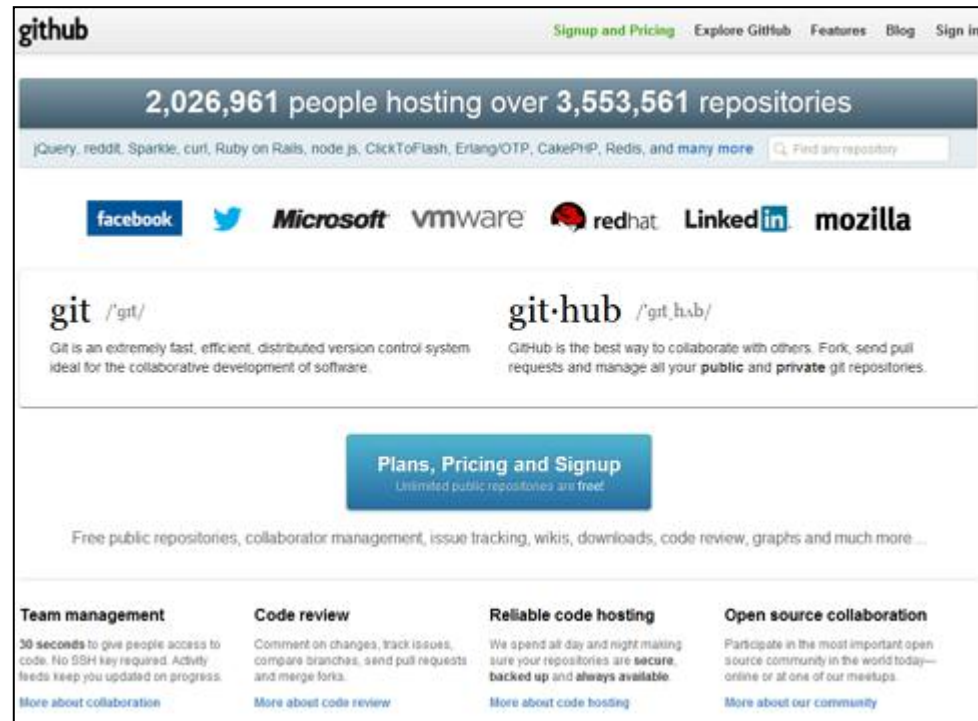 github
Signup and Pricing Explore GitHub Features Blog Sign in
2,026,961 people hosting over 3,553,561 repositories
jQuery, reddit, Sparkle, curl, Ruby on Rails, node.js, ClickToFlash, Erlang/OTP, CakePHP, Redis, and many more
Find any repository
facebook Microsoft vmware redhat. Linked in. mozilla
git /'gɪt/
Git is an extremely fast, efficient, distributed version control system
ideal for the collaborative development of software.
git·hub /'gɪt,hʌb/
GitHub is the best way to collaborate with others. Fork, send pull
requests and manage all your public and private git repositories.
Plans, Pricing and Signup
Unlimited public repositories are free!
Free public repositories, collaborator management, issue tracking, wikis, downloads, code review, graphs and much more ...
Team management
30 seconds to give people access to
code. No SSH key required. Activity
feeds keep you updated on progress.
More about collaboration
Code review
Comment on changes, track issues,
compare branches, send pull requests
and merge forks.
More about code review
Reliable code hosting
We spend all day and night making
sure your repositories are secure,
backed up and always available.
More about code hosting
Open source collaboration
Participate in the most important open
source community in the world today—
online or at one of our meetups.
More about our community